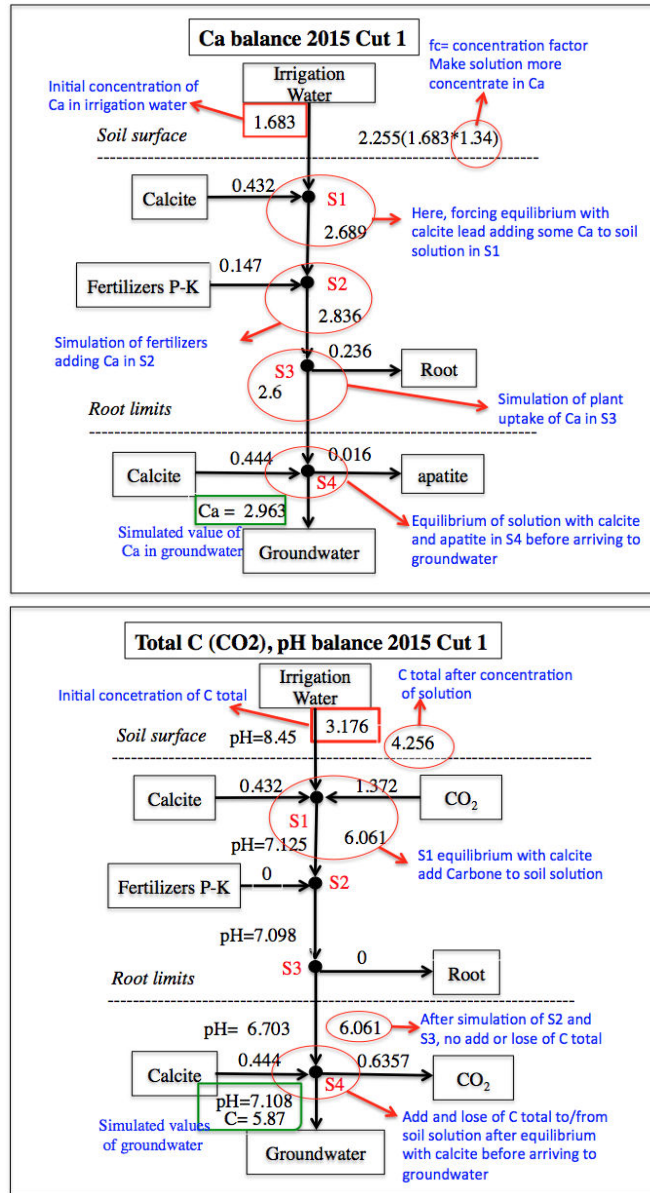 Ca balance 2015 Cut 1
fc= concentration factor
Make solution more
concentrate in Ca
Initial concentration of
Ca in irrigation water
Irrigation
Water
1.683
Soil surface
2.255(1.683*1.34)
Calcite
0.432
S1
2.689
Here, forcing equilibrium with
calcite lead adding some Ca to soil
solution in S1
Fertilizers P-K
0.147
S2
2.836
Simulation of fertilizers
adding Ca in S2
S3
0.236
Root
2.6
Simulation of plant
uptake of Ca in S3
Root limits
Calcite
0.444
0.016
apatite
S4
Ca = 2.963
Simulated value of
Ca in groundwater
Equilibrium of solution with calcite
and apatite in S4 before arriving to
groundwater
Groundwater
Total C (CO2), pH balance 2015 Cut 1
Irrigation
Water
C total after concentration
of solution
Initial concetration of C total
3.176
Soil surface
pH=8.45
4.256
Calcite
0.432
1.372
CO2
S1
pH=7.125
6.061
S1 equilibrium with calcite
add Carbone to soil solution
Fertilizers P-K
0
S2
pH=7.098
S3
0
Root
Root limits
pH= 6.703
6.061
After simulation of S2 and
S3, no add or lose of C total
Calcite
0.444
0.6357
CO2
S4
pH=7.108
C= 5.87
Simulated values
of groundwater
Add and lose of C total to/from
soil solution after equilibrium
with calcite before arriving to
groundwater
Groundwater